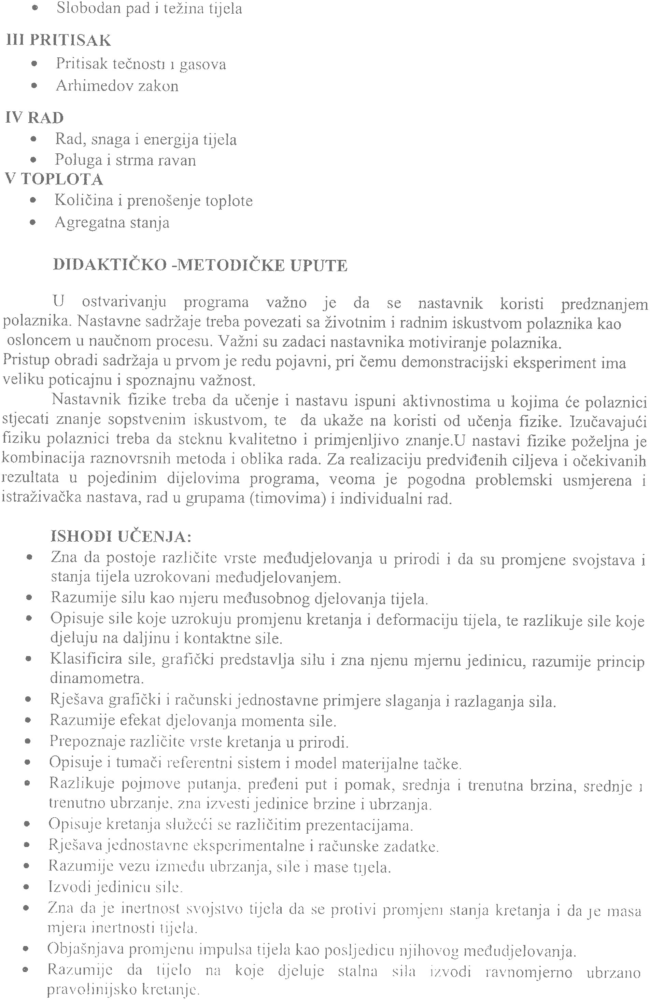 • Slobodan pad i težina tijela
III PRITISAK
• Pritisak tečnosti i gasova
• Arhimedov zakon
IV RAD
• Rad, snaga i energija tijela
• Poluga i strma ravan
V TOPLOTA
• Količina i prenošenje toplote
• Agregatna stanja
DIDAKTIČKO -METODIČKE UPUTE
U ostvarivanju programa važno je da se nastavnik koristi predznanjem
polaznika. Nastavne sadržaje treba povezati sa životnim i radnim iskustvom polaznika kao
osloncem u naučnom procesu. Važni su zadaci nastavnika motiviranje polaznika.
Pristup obradi sadržaja u prvom je redu pojavni, pri čemu demonstracijski eksperiment ima
veliku poticajnu i spoznajnu važnost.
Nastavnik fizike treba da učenje i nastavu ispuni aktivnostima u kojima će polaznici
stjecati znanje sopstvenim iskustvom, te da ukaže na koristi od učenja fizike. Izučavajući
fiziku polaznici treba da steknu kvalitetno i primjenljivo znanje.U nastavi fizike poželjna je
kombinacija raznovrsnih metoda i oblika rada. Za realizaciju predviđenih ciljeva i očekivanih
rezultata u pojedinim dijelovima programa, veoma je pogodna problemski usmjerena i
istraživačka nastava, rad u grupama (timovima) i individualni rad.
ISHODI UČENJA:
• Zna da postoje različite vrste međudjelovanja u prirodi i da su promjene svojstava i
stanja tijela uzrokovani međudjelovanjem.
• Razumije silu kao mjeru međusobnog djelovanja tijela.
• Opisuje sile koje uzrokuju promjenu kretanja i deformaciju tijela, te razlikuje sile koje
djeluju na daljinu i kontaktne sile.
• Klasificira sile, grafički predstavlja silu i zna njenu mjernu jedinicu, razumije princip
dinamometra.
• Rješava grafički i računski jednostavne primjere slaganja i razlaganja sila.
• Razumije efekat djelovanja momenta sile.
• Prepoznaje različite vrste kretanja u prirodi.
• Opisuje i tumači referentni sistem i model materijalne tačke.
• Razlikuje pojmove putanja, pređeni put i pomak, srednja i trenutna brzina, srednje i
trenutno ubrzanje, zna izvesti jedinice brzine i ubrzanja.
• Opisuje kretanja služeći se različitim prezentacijama.
• Rješava jednostavne eksperimentalne i računske zadatke.
• Razumije vezu između ubrzanja, sile i mase tijela.
• Izvodi jedinicu sile.
• Zna da je inertnost svojstvo tijela da se protivi promjeni stanja kretanja i da je masa
mjera inertnosti tijela.
• Objašnjava promjenu impulsa tijela kao posljedicu njihovog međudjelovanja.
• Razumije da tijelo na koje djeluje stalna sila izvodi ravnomjerno ubrzano
pravolinijsko kretanje.